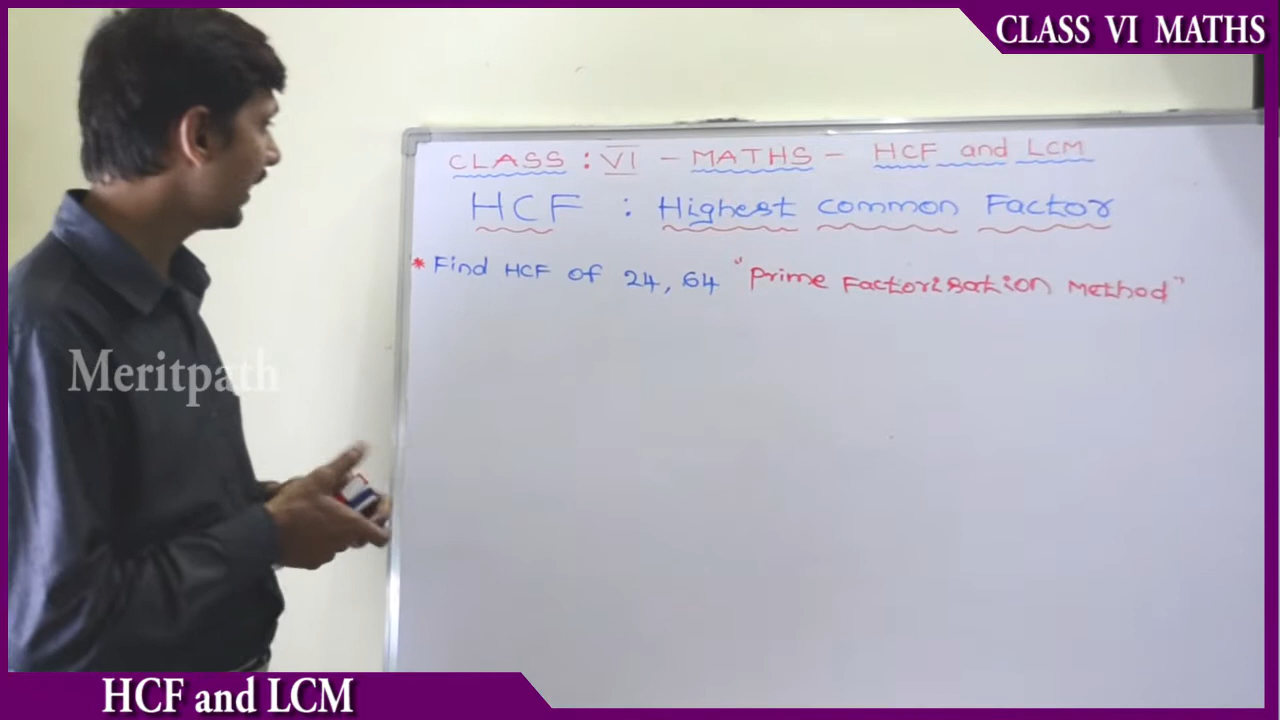 CLASS VI MATHS
CLASS : VI - MATHS - HCF and LCM
HCF : Highest common Factor
* Find HCF of 24, 64 "Prime Factorisation Method"
Meritpath
HCF and LCM